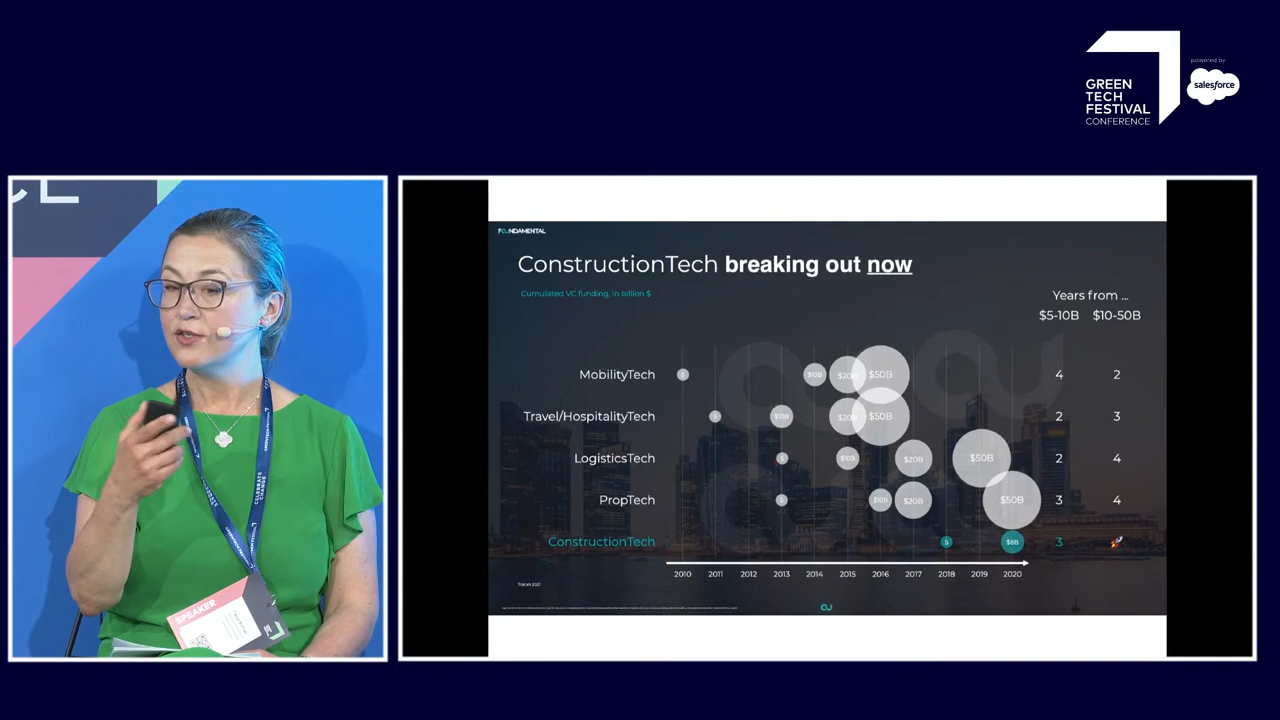 GREEN
TECH
FESTIVAL
CONFERENCE
powered by
salesforce
CELEBRATE
CHANGE
SPEAKER
FOUNDAMENTAL
ConstructionTech breaking out now
Cumulated VC funding, in billion $
Years from ...
$5-10B $10-50B
MobilityTech $ $10B $20B $50B 4 2
Travel/HospitalityTech $ $10B $20B $50B 2 3
LogisticsTech $ $10B $20B $50B 2 4
PropTech $ $10B $20B $50B 3 4
ConstructionTech $ $8B 3 🚀
2010 2011 2012 2013 2014 2015 2016 2017 2018 2019 2020